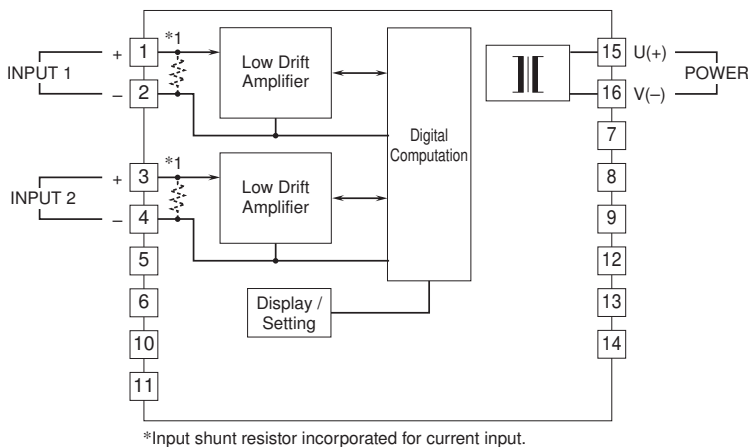 INPUT 1
+
–
1
2
*1
Low Drift
Amplifier
INPUT 2
+
–
3
4
*1
Low Drift
Amplifier
5
6
10
11
Display /
Setting
Digital
Computation
15
16
U(+)
V(–)
POWER
7
8
9
12
13
14
*Input shunt resistor incorporated for current input.